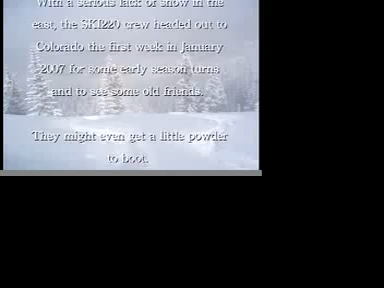 With a serious lack of snow in the
east, the SKI220 crew headed out to
Colorado the first week in January
2007 for some early season turns
and to see some old friends.
They might even get a little powder
to boot.